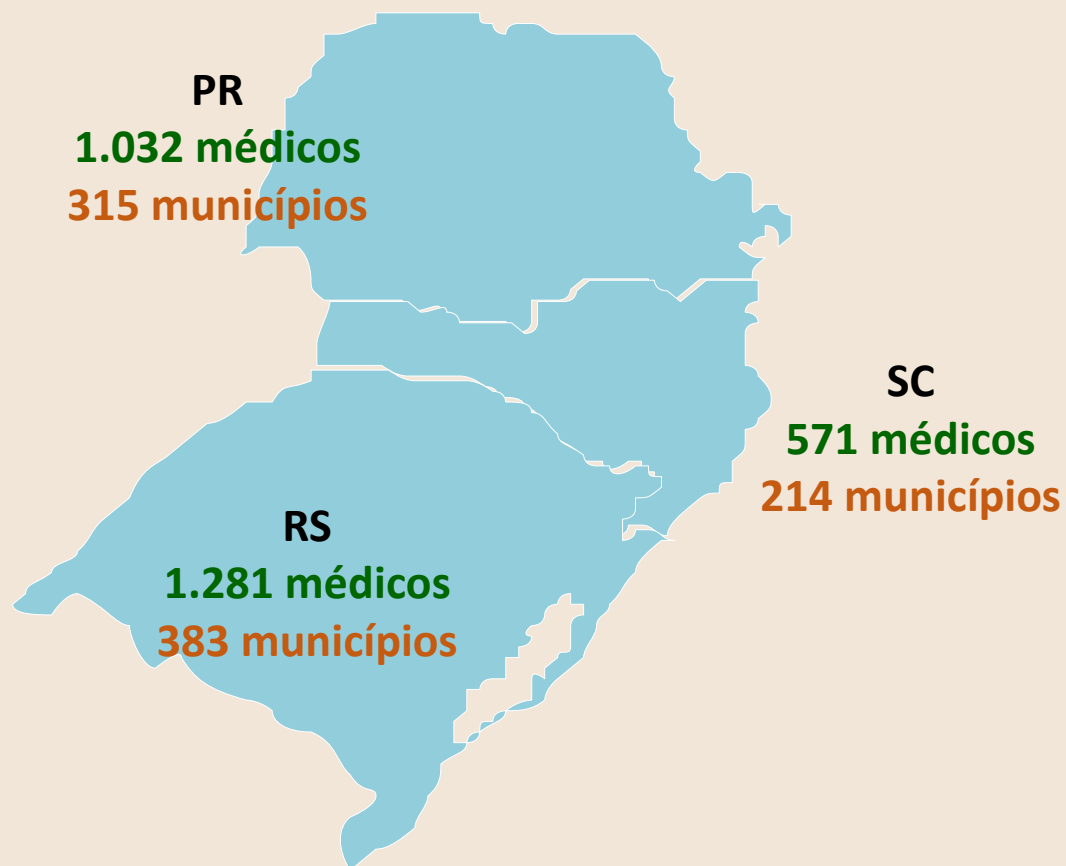 PR
1.032 médicos
315 municípios
SC
571 médicos
214 municípios
RS
1.281 médicos
383 municípios